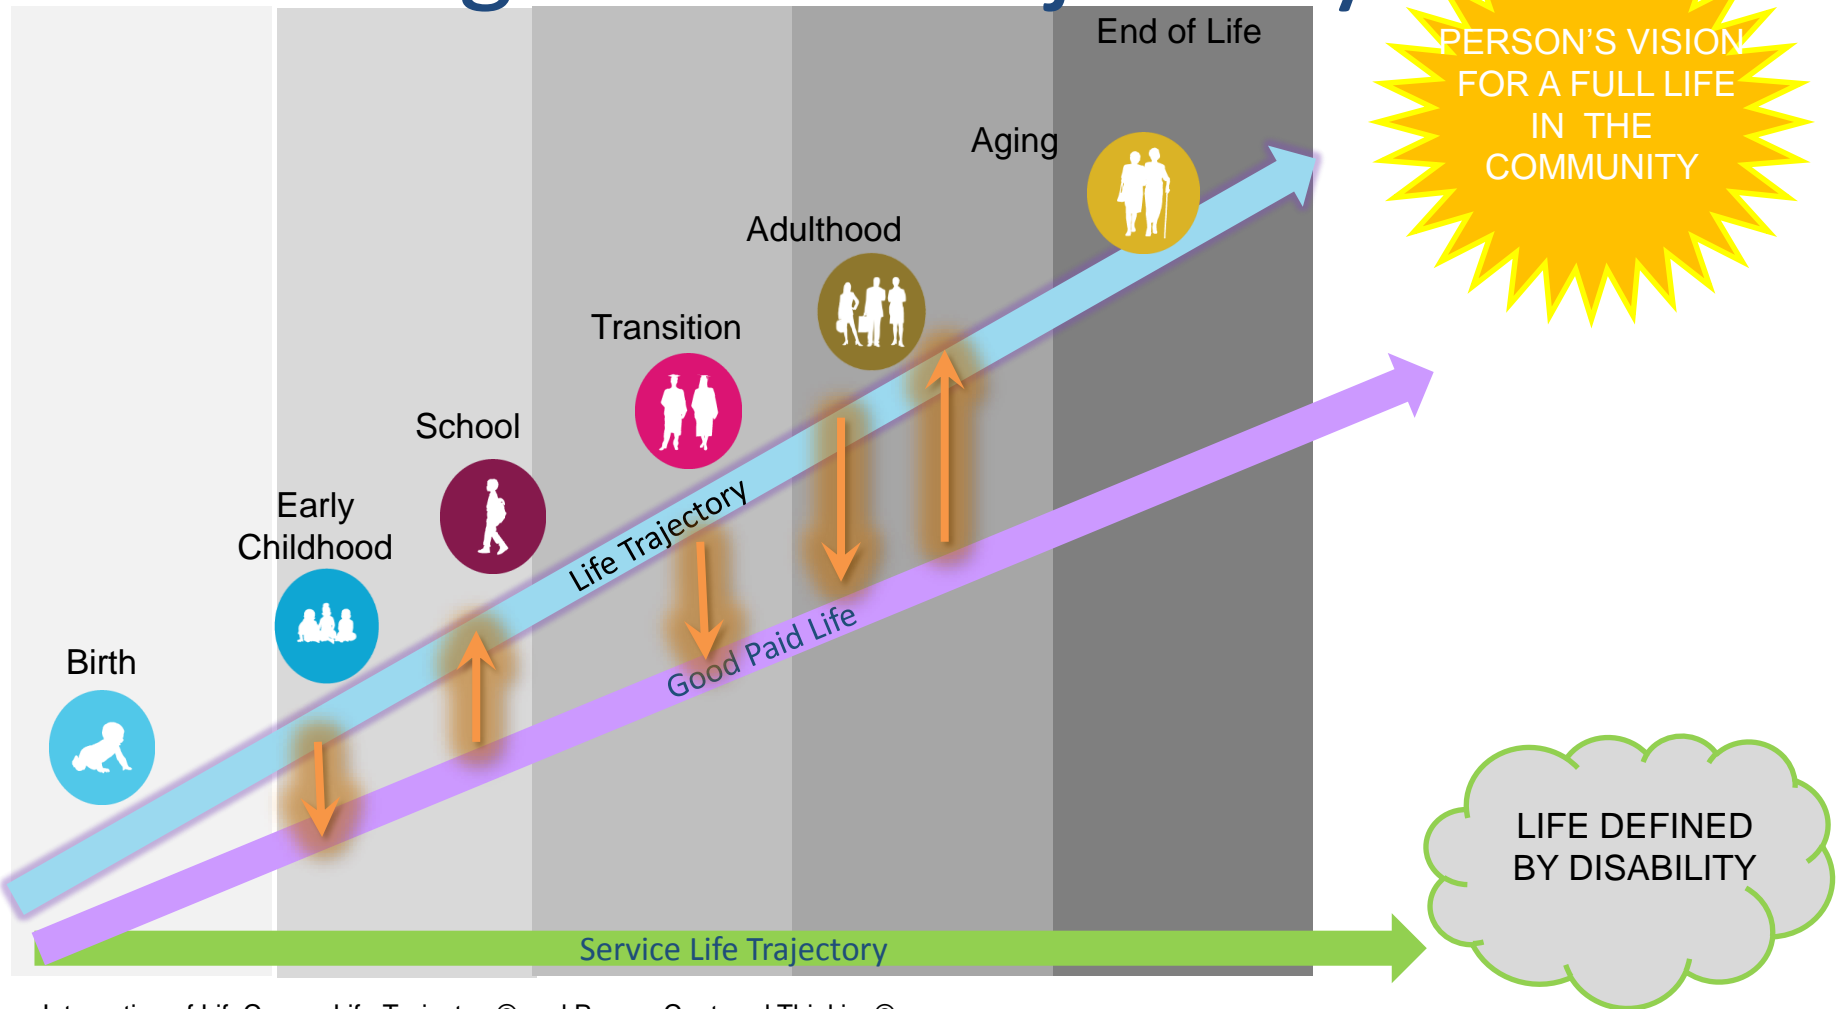 End of Life
PERSON'S VISION
FOR A FULL LIFE
IN THE
COMMUNITY
Aging
Adulthood
Transition
School
Early
Childhood
Birth
Life Trajectory
Good Paid Life
LIFE DEFINED
BY DISABILITY
Service Life Trajectory